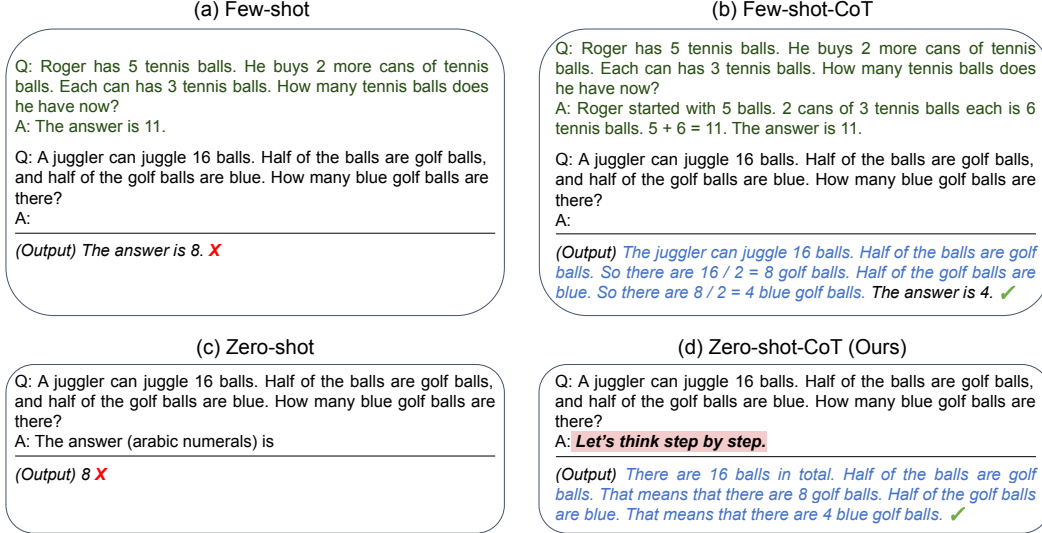 (a) Few-shot
Q: Roger has 5 tennis balls. He buys 2 more cans of tennis
balls. Each can has 3 tennis balls. How many tennis balls does
he have now?
A: The answer is 11.
Q: A juggler can juggle 16 balls. Half of the balls are golf balls,
and half of the golf balls are blue. How many blue golf balls are
there?
A:
(Output) The answer is 8. X
(b) Few-shot-CoT
Q: Roger has 5 tennis balls. He buys 2 more cans of tennis
balls. Each can has 3 tennis balls. How many tennis balls does
he have now?
A: Roger started with 5 balls. 2 cans of 3 tennis balls each is 6
tennis balls. 5 + 6 = 11. The answer is 11.
Q: A juggler can juggle 16 balls. Half of the balls are golf balls,
and half of the golf balls are blue. How many blue golf balls are
there?
A:
(Output) The juggler can juggle 16 balls. Half of the balls are golf
balls. So there are 16 / 2 = 8 golf balls. Half of the golf balls are
blue. So there are 8 / 2 = 4 blue golf balls. The answer is 4. ✓
(c) Zero-shot
Q: A juggler can juggle 16 balls. Half of the balls are golf balls,
and half of the golf balls are blue. How many blue golf balls are
there?
A: The answer (arabic numerals) is
(Output) 8 X
(d) Zero-shot-CoT (Ours)
Q: A juggler can juggle 16 balls. Half of the balls are golf balls,
and half of the golf balls are blue. How many blue golf balls are
there?
A: Let's think step by step.
(Output) There are 16 balls in total. Half of the balls are golf
balls. That means that there are 8 golf balls. Half of the golf balls
are blue. That means that there are 4 blue golf balls. ✓